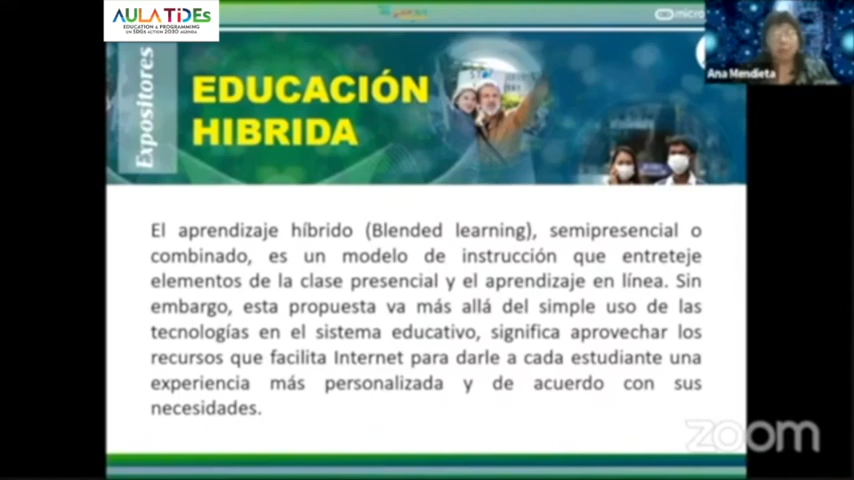 AULA TiDEs
EDUCATION & PROGRAMMING
EN SDGs ACTION 2030 AGENDA
Ana Mendieta
Expositores
EDUCACIÓN
HIBRIDA
El aprendizaje híbrido (Blended learning), semipresencial o
combinado, es un modelo de instrucción que entreteje
elementos de la clase presencial y el aprendizaje en línea. Sin
embargo, esta propuesta va más allá del simple uso de las
tecnologías en el sistema educativo, significa aprovechar los
recursos que facilita Internet para darle a cada estudiante una
experiencia más personalizada y de acuerdo con sus
necesidades.
zoom